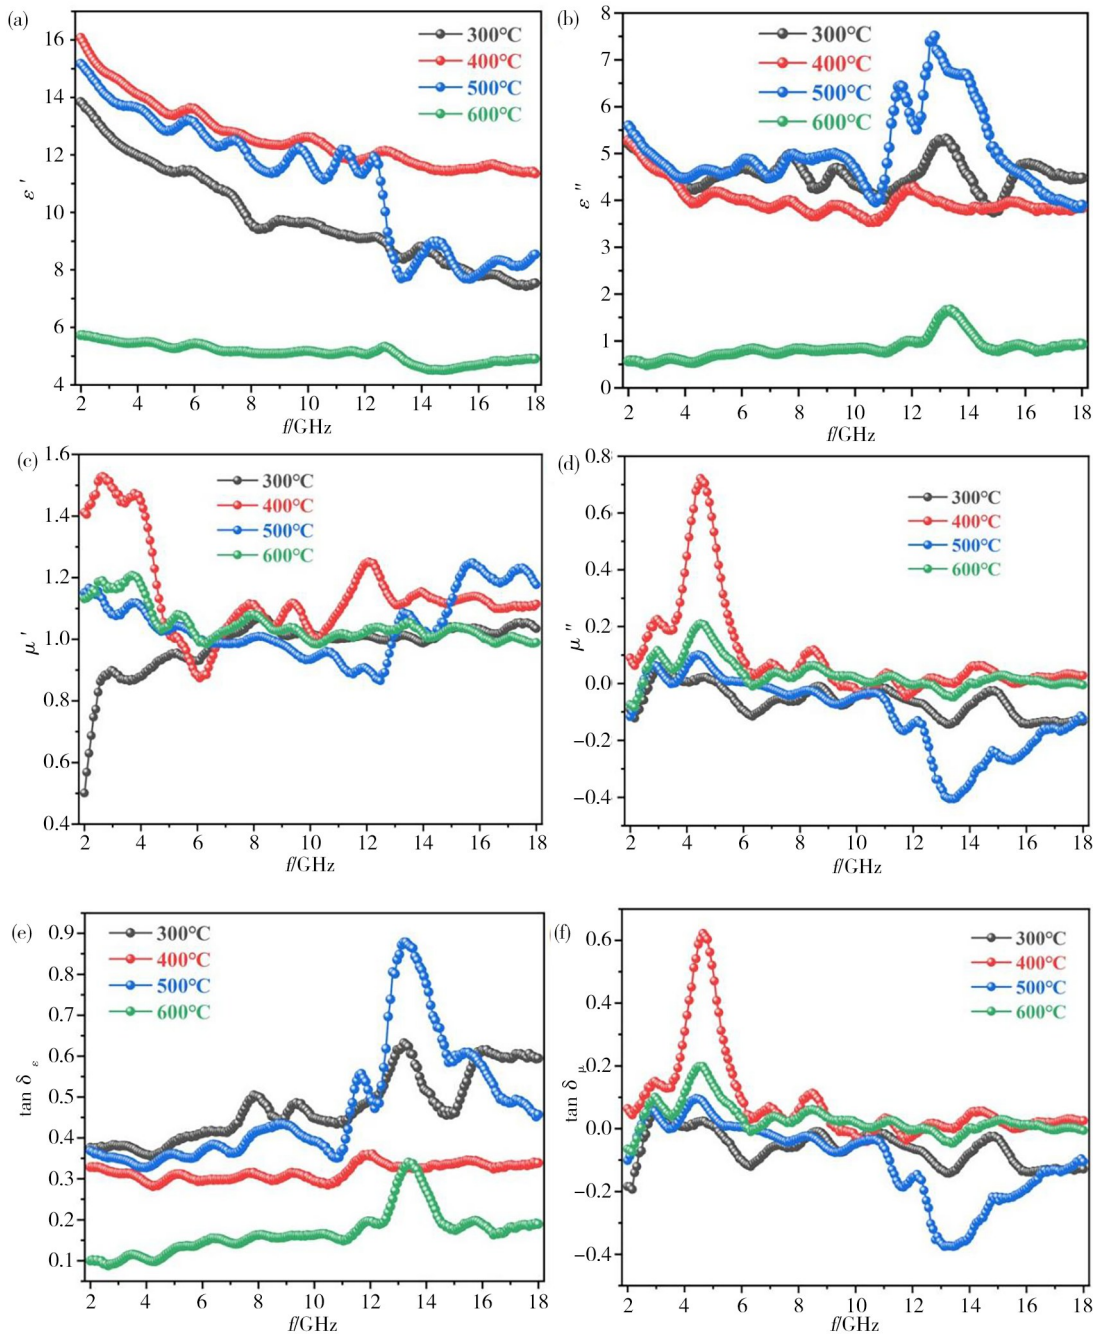 (a)
16
14
12
10
8
6
4
ε ′
300°C
400°C
500°C
600°C
2 4 6 8 10 12 14 16 18
f/GHz
(b)
8
7
6
5
4
3
2
1
0
ε ″
300°C
400°C
500°C
600°C
2 4 6 8 10 12 14 16 18
f/GHz
(c)
1.6
1.4
1.2
1.0
0.8
0.6
0.4
μ ′
300°C
400°C
500°C
600°C
2 4 6 8 10 12 14 16 18
f/GHz
(d)
0.8
0.6
0.4
0.2
0.0
−0.2
−0.4
μ ″
300°C
400°C
500°C
600°C
2 4 6 8 10 12 14 16 18
f/GHz
(e)
0.9
0.8
0.7
0.6
0.5
0.4
0.3
0.2
0.1
tan δ ε
300°C
400°C
500°C
600°C
2 4 6 8 10 12 14 16 18
f/GHz
(f)
0.6
0.4
0.2
0.0
−0.2
−0.4
tan δ μ
300°C
400°C
500°C
600°C
2 4 6 8 10 12 14 16 18
f/GHz